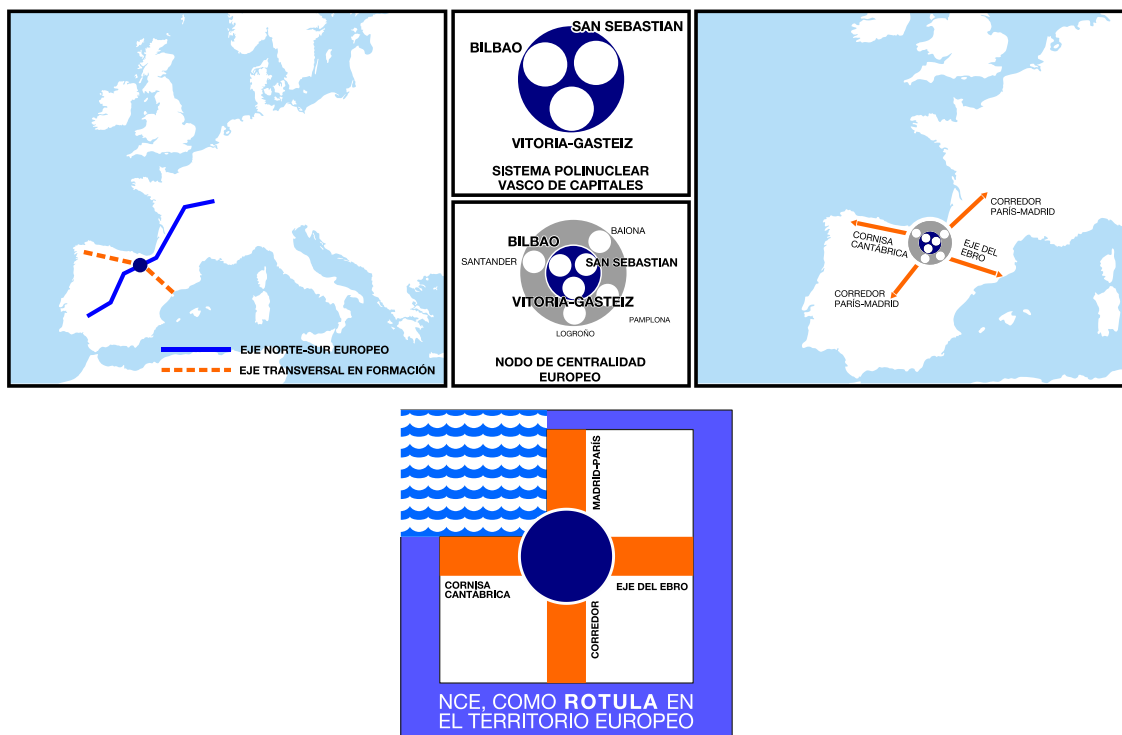 EJE NORTE-SUR EUROPEO
EJE TRANSVERSAL EN FORMACIÓN
SAN SEBASTIAN
BILBAO
VITORIA-GASTEIZ
SISTEMA POLINUCLEAR
VASCO DE CAPITALES
BAIONA
BILBAO
SANTANDER
SAN SEBASTIAN
VITORIA-GASTEIZ
PAMPLONA
LOGROÑO
NODO DE CENTRALIDAD
EUROPEO
CORREDOR
PARÍS-MADRID
CORNISA
CANTÁBRICA
EJE DEL
EBRO
CORREDOR
PARÍS-MADRID
MADRID-PARÍS
CORNISA
CANTÁBRICA
EJE DEL EBRO
CORREDOR
NCE, COMO ROTULA EN
EL TERRITORIO EUROPEO